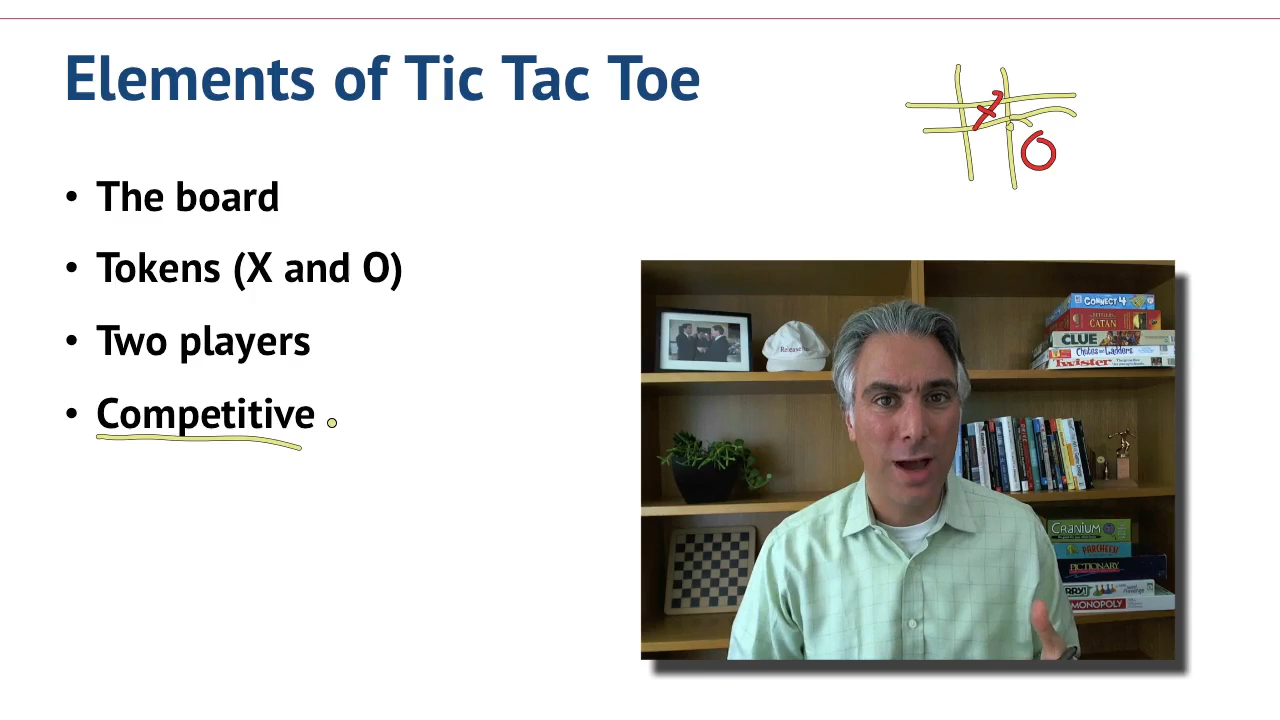 Elements of Tic Tac Toe
X
O
• The board
• Tokens (X and O)
• Two players
• Competitive
CONNECT 4
CATAN
CLUE
Chutes and Ladders
Twister
CRANIUM
PARCHEESI
PICTIONARY
MONOPOLY